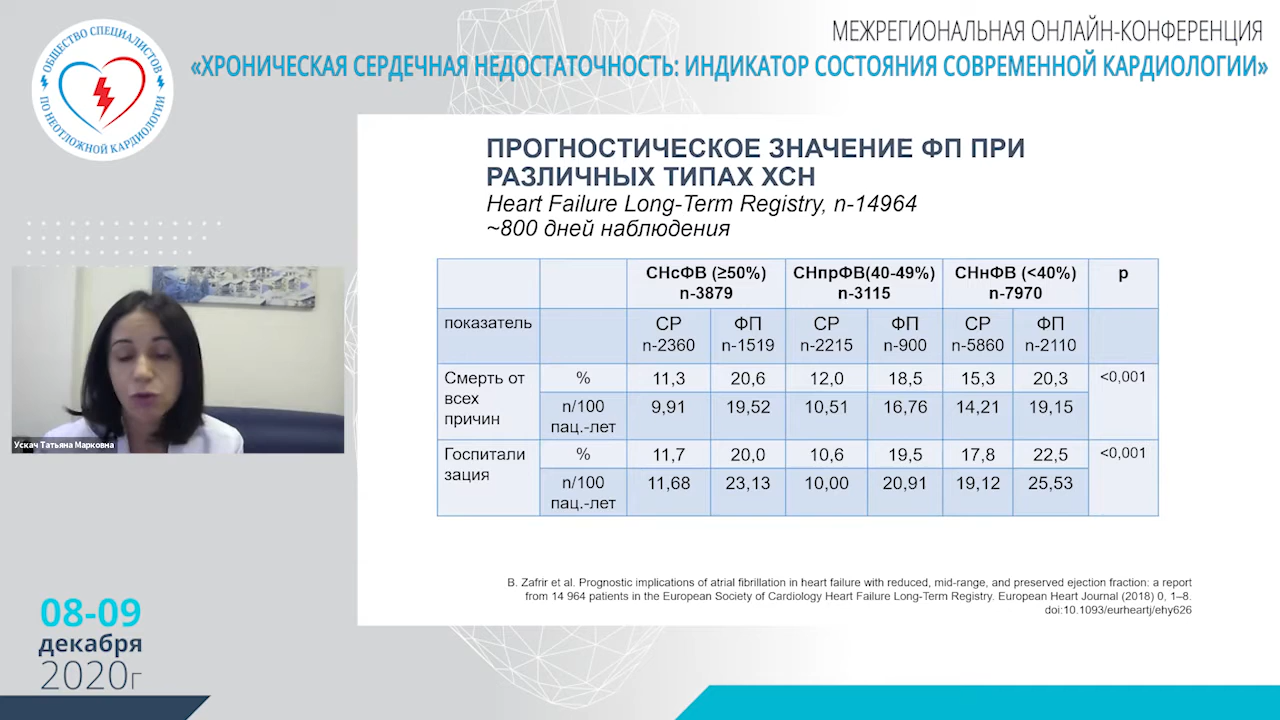 МЕЖРЕГИОНАЛЬНАЯ ОНЛАЙН-КОНФЕРЕНЦИЯ
«ХРОНИЧЕСКАЯ СЕРДЕЧНАЯ НЕДОСТАТОЧНОСТЬ: ИНДИКАТОР СОСТОЯНИЯ СОВРЕМЕННОЙ КАРДИОЛОГИИ»
ОБЩЕСТВО СПЕЦИАЛИСТОВ
ПО НЕОТЛОЖНОЙ КАРДИОЛОГИИ
ПРОГНОСТИЧЕСКОЕ ЗНАЧЕНИЕ ФП ПРИ
РАЗЛИЧНЫХ ТИПАХ ХСН
Heart Failure Long-Term Registry, n-14964
~800 дней наблюдения
СНсФВ (≥50%) СНпрФВ(40-49%) СНнФВ (<40%) p
n-3879 n-3115 n-7970
показатель СР ФП СР ФП СР ФП
n-2360 n-1519 n-2215 n-900 n-5860 n-2110
Смерть от % 11,3 20,6 12,0 18,5 15,3 20,3 <0,001
всех n/100 9,91 19,52 10,51 16,76 14,21 19,15
причин пац.-лет
Госпитали % 11,7 20,0 10,6 19,5 17,8 22,5 <0,001
зация n/100 11,68 23,13 10,00 20,91 19,12 25,53
пац.-лет
Ускач Татьяна Марковна
B. Zafrir et al. Prognostic implications of atrial fibrillation in heart failure with reduced, mid-range, and preserved ejection fraction: a report
from 14 964 patients in the European Society of Cardiology Heart Failure Long-Term Registry. European Heart Journal (2018) 0, 1–8.
doi:10.1093/eurheartj/ehy626
08-09
декабря
2020г